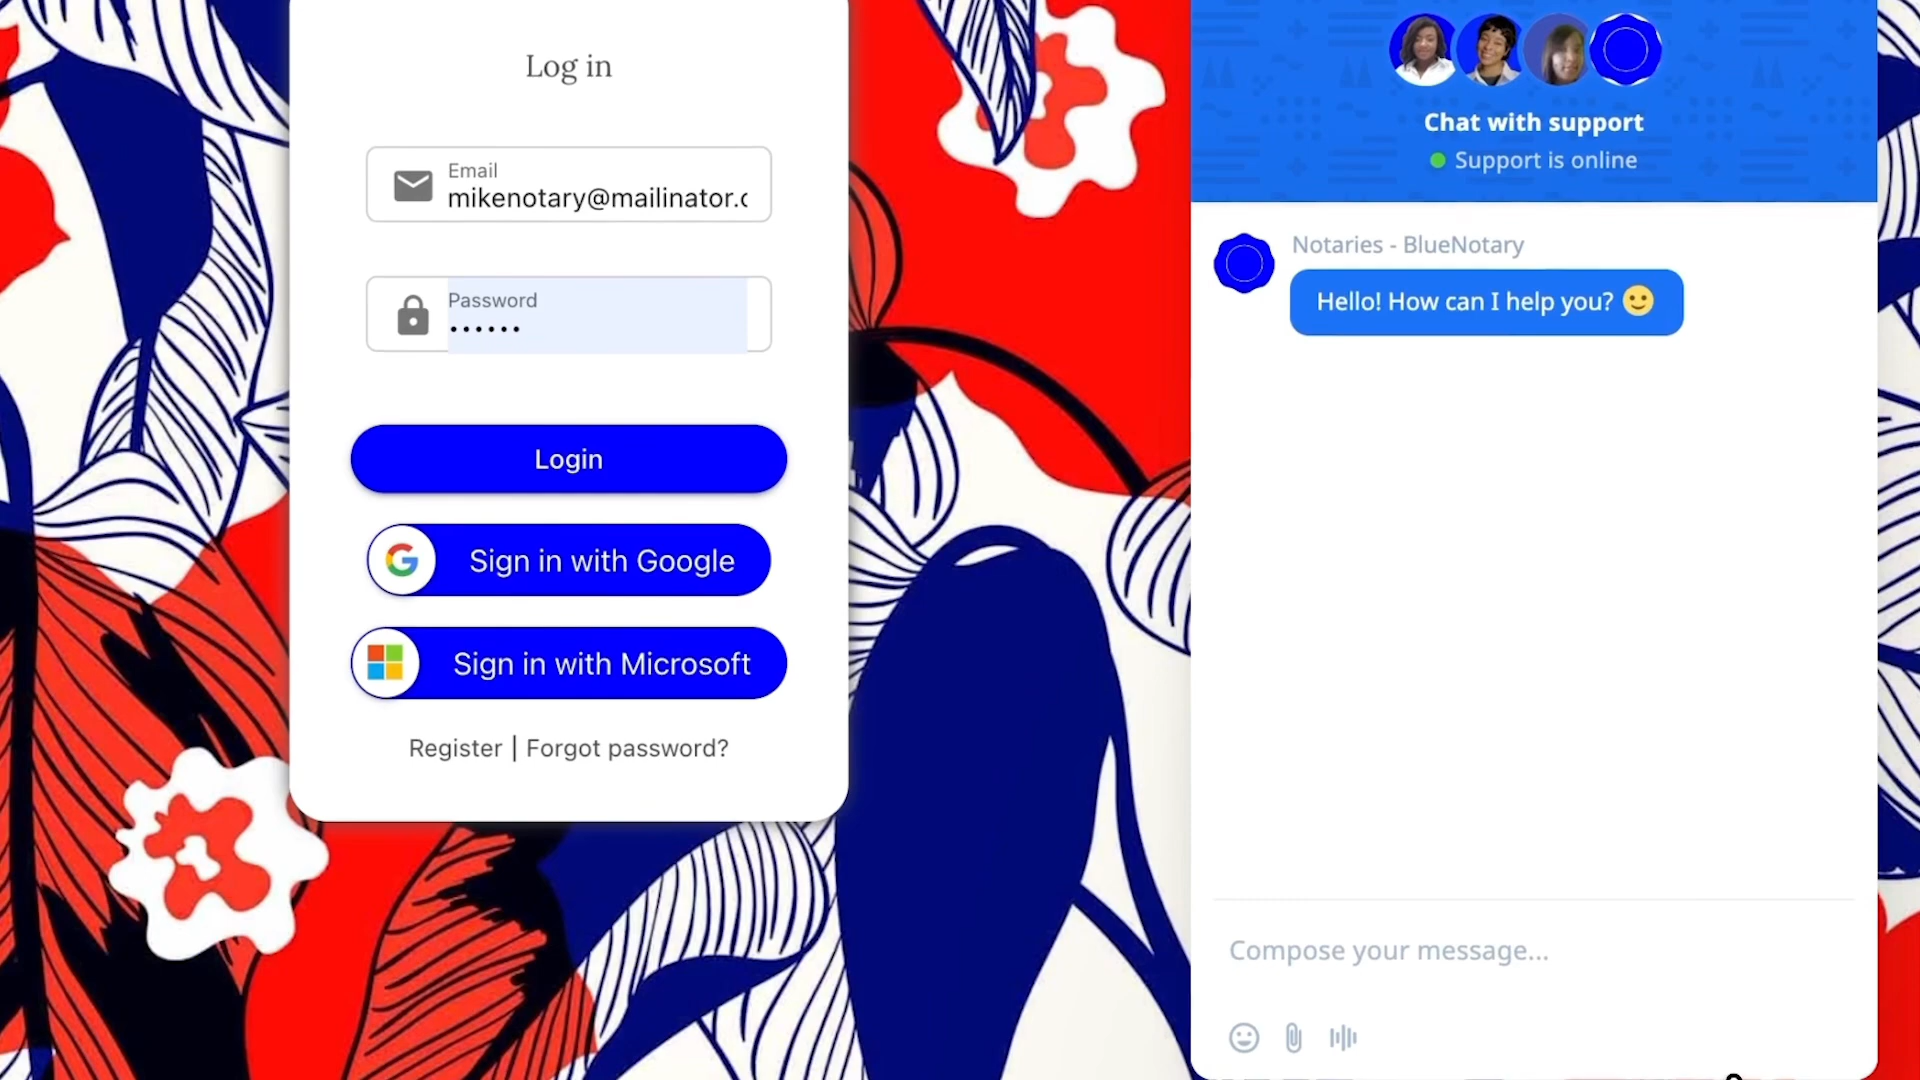 Log in
Email
mikenotary@mailinator.c
Password
••••••
Login
Sign in with Google
Sign in with Microsoft
Register | Forgot password?
Chat with support
Support is online
Notaries - BlueNotary
Hello! How can I help you? 🙂
Compose your message...